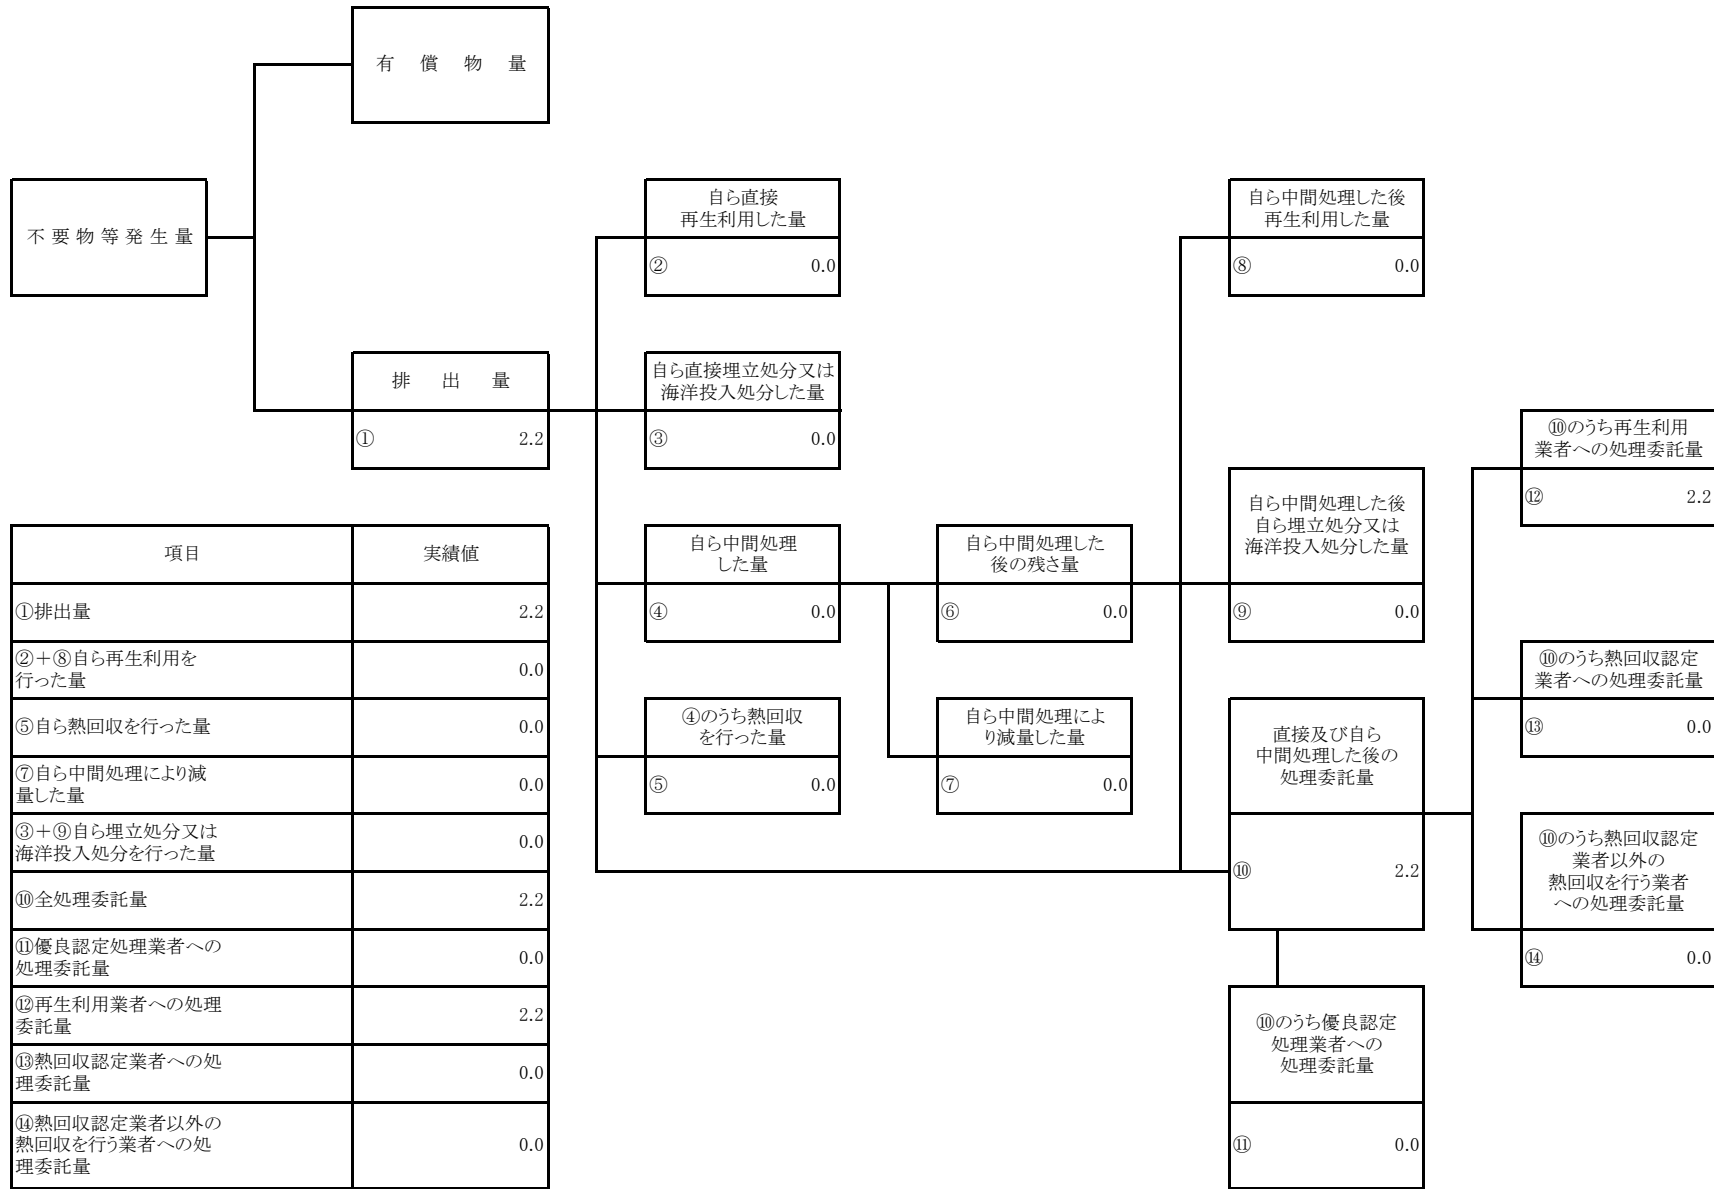 有　償　物　量
不 要 物 等 発 生 量
自ら直接
再生利用した量
② 0.0
自ら中間処理した後
再生利用した量
⑧ 0.0
排　出　量
① 2.2
自ら直接埋立処分又は
海洋投入処分した量
③ 0.0
⑩のうち再生利用
業者への処理委託量
⑫ 2.2
自ら中間処理
した量
④ 0.0
自ら中間処理した
後の残さ量
⑥ 0.0
自ら中間処理した後
自ら埋立処分又は
海洋投入処分した量
⑨ 0.0
⑩のうち熱回収認定
業者への処理委託量
⑬ 0.0
④のうち熱回収
を行った量
⑤ 0.0
自ら中間処理によ
り減量した量
⑦ 0.0
直接及び自ら
中間処理した後の
処理委託量
⑩ 2.2
⑩のうち熱回収認定
業者以外の
熱回収を行う業者
への処理委託量
⑭ 0.0
⑩のうち優良認定
処理業者への
処理委託量
⑪ 0.0
項目 実績値
①排出量 2.2
②＋⑧自ら再生利用を
行った量 0.0
⑤自ら熱回収を行った量 0.0
⑦自ら中間処理により減
量した量 0.0
③＋⑨自ら埋立処分又は
海洋投入処分を行った量 0.0
⑩全処理委託量 2.2
⑪優良認定処理業者への
処理委託量 0.0
⑫再生利用業者への処理
委託量 2.2
⑬熱回収認定業者への処
理委託量 0.0
⑭熱回収認定業者以外の
熱回収を行う業者への処
理委託量 0.0